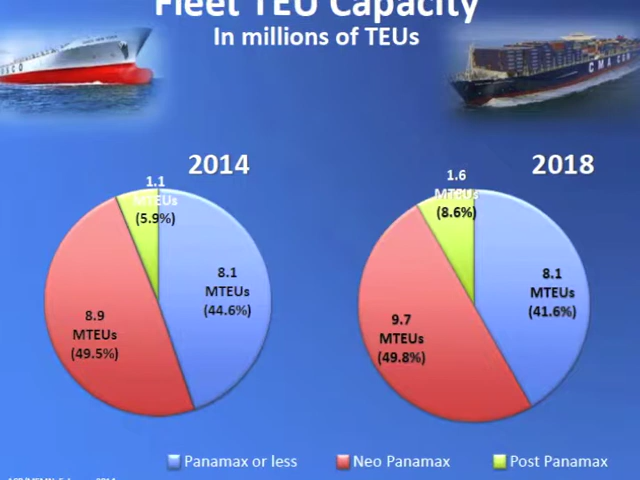 Fleet TEU Capacity
In millions of TEUs
2014
2018
1.1
MTEUs
(5.9%)
8.1
MTEUs
(44.6%)
8.9
MTEUs
(49.5%)
1.6
MTEUs
(8.6%)
8.1
MTEUs
(41.6%)
9.7
MTEUs
(49.8%)
Panamax or less
Neo Panamax
Post Panamax